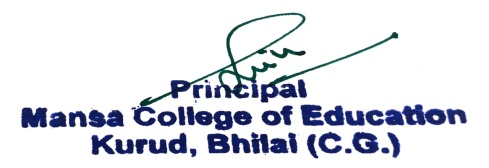 Principal
Mansa College of Education
Kurud, Bhilai (C.G.)